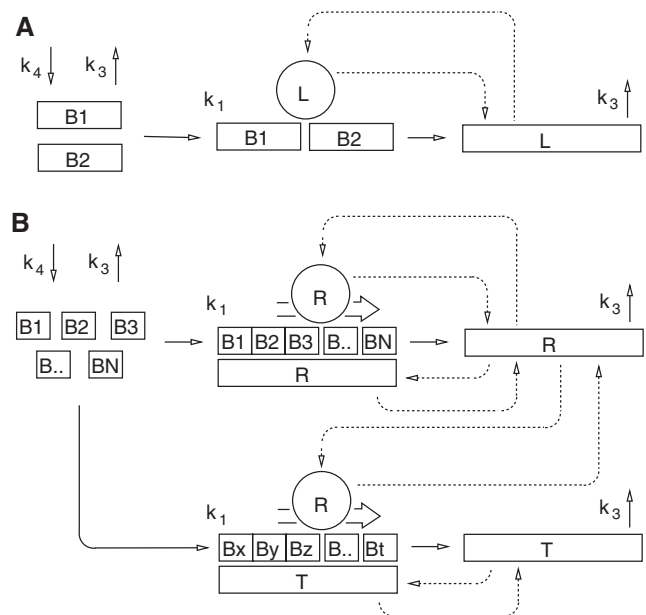 A
k4 k3
B1
B2
k1
L
B1 B2
k3
L
B
k4 k3
B1 B2 B3
B.. BN
k1
R
B1 B2 B3 B.. BN
R
k3
R
k1
R
Bx By Bz B.. Bt
T
k3
T